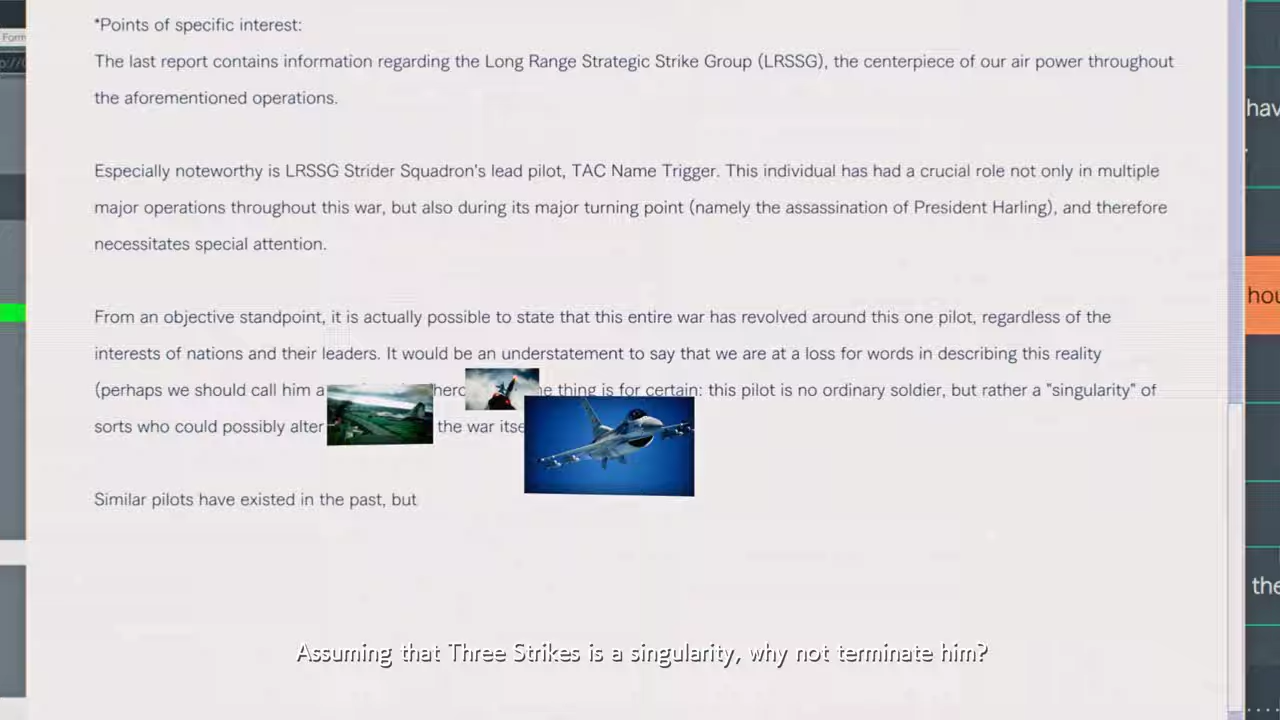 *Points of specific interest:
The last report contains information regarding the Long Range Strategic Strike Group (LRSSG), the centerpiece of our air power throughout
the aforementioned operations.
Especially noteworthy is LRSSG Strider Squadron's lead pilot, TAC Name Trigger. This individual has had a crucial role not only in multiple
major operations throughout this war, but also during its major turning point (namely the assassination of President Harling), and therefore
necessitates special attention.
From an objective standpoint, it is actually possible to state that this entire war has revolved around this one pilot, regardless of the
interests of nations and their leaders. It would be an understatement to say that we are at a loss for words in describing this reality
(perhaps we should call him a thing is for certain: this pilot is no ordinary soldier, but rather a "singularity" of
sorts who could possibly alter the war
Similar pilots have existed in the past, but
Assuming that Three Strikes is a singularity, why not terminate him?
hav
hou
the
Form